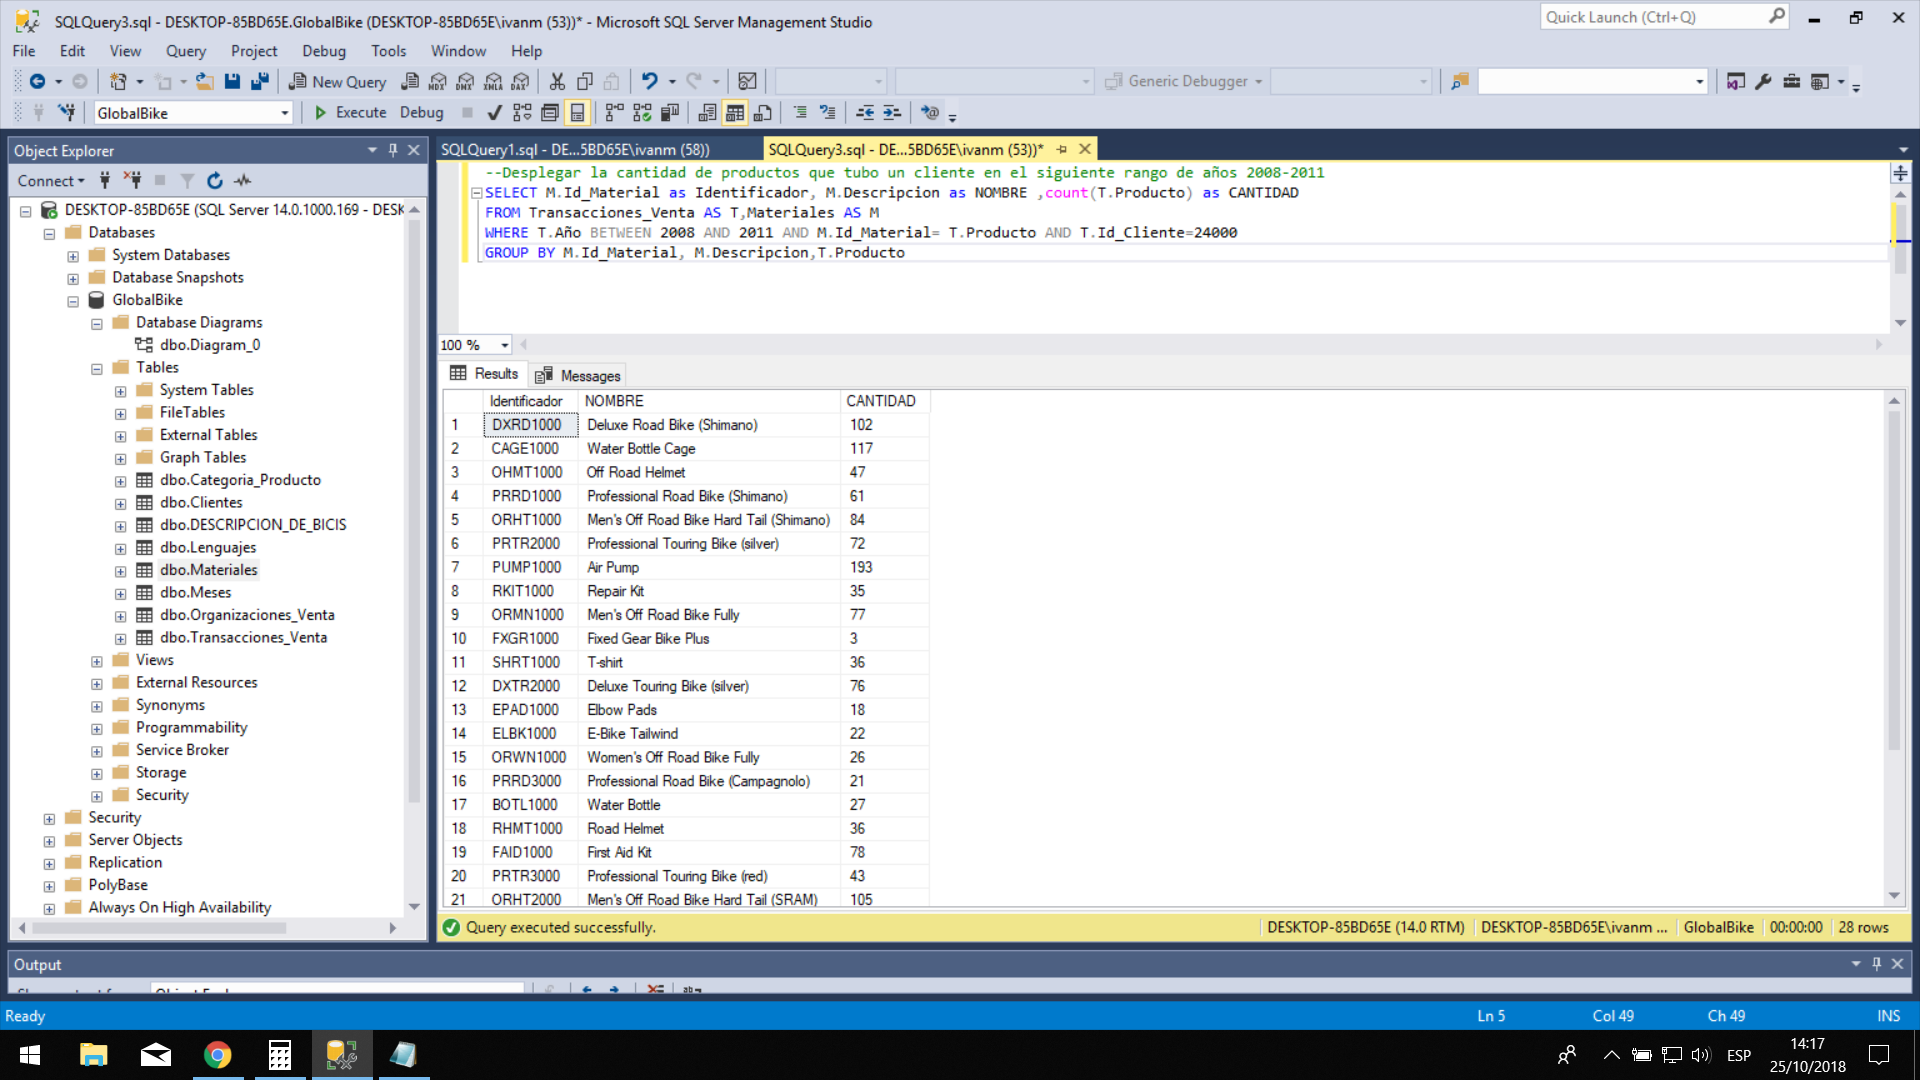 SQLQuery3.sql - DESKTOP-85BD65E.GlobalBike (DESKTOP-85BD65E\ivanm (53))* - Microsoft SQL Server Management Studio
Quick Launch (Ctrl+Q)
File Edit View Query Project Debug Tools Window Help
New Query
MDX DMX XMLA DAX
Generic Debugger
GlobalBike
Execute Debug
Object Explorer
Connect
DESKTOP-85BD65E (SQL Server 14.0.1000.169 - DESK
Databases
System Databases
Database Snapshots
GlobalBike
Database Diagrams
dbo.Diagram_0
Tables
System Tables
FileTables
External Tables
Graph Tables
dbo.Categoria_Producto
dbo.Clientes
dbo.DESCRIPCION_DE_BICIS
dbo.Lenguajes
dbo.Materiales
dbo.Meses
dbo.Organizaciones_Venta
dbo.Transacciones_Venta
Views
External Resources
Synonyms
Programmability
Service Broker
Storage
Security
Security
Server Objects
Replication
PolyBase
Always On High Availability
SQLQuery1.sql - DE...5BD65E\ivanm (58))
SQLQuery3.sql - DE...5BD65E\ivanm (53))*
--Desplegar la cantidad de productos que tubo un cliente en el siguiente rango de años 2008-2011
SELECT M.Id_Material as Identificador, M.Descripcion as NOMBRE ,count(T.Producto) as CANTIDAD
FROM Transacciones_Venta AS T,Materiales AS M
WHERE T.Año BETWEEN 2008 AND 2011 AND M.Id_Material= T.Producto AND T.Id_Cliente=24000
GROUP BY M.Id_Material, M.Descripcion,T.Producto
100 %
Results Messages
Identificador NOMBRE CANTIDAD
1 DXRD1000 Deluxe Road Bike (Shimano) 102
2 CAGE1000 Water Bottle Cage 117
3 OHMT1000 Off Road Helmet 47
4 PRRD1000 Professional Road Bike (Shimano) 61
5 ORHT1000 Men's Off Road Bike Hard Tail (Shimano) 84
6 PRTR2000 Professional Touring Bike (silver) 72
7 PUMP1000 Air Pump 193
8 RKIT1000 Repair Kit 35
9 ORMN1000 Men's Off Road Bike Fully 77
10 FXGR1000 Fixed Gear Bike Plus 3
11 SHRT1000 T-shirt 36
12 DXTR2000 Deluxe Touring Bike (silver) 76
13 EPAD1000 Elbow Pads 18
14 ELBK1000 E-Bike Tailwind 22
15 ORWN1000 Women's Off Road Bike Fully 26
16 PRRD3000 Professional Road Bike (Campagnolo) 21
17 BOTL1000 Water Bottle 27
18 RHMT1000 Road Helmet 36
19 FAID1000 First Aid Kit 78
20 PRTR3000 Professional Touring Bike (red) 43
21 ORHT2000 Men's Off Road Bike Hard Tail (SRAM) 105
Query executed successfully.
DESKTOP-85BD65E (14.0 RTM) DESKTOP-85BD65E\ivanm ... GlobalBike 00:00:00 28 rows
Output
Ready
Ln 5 Col 49 Ch 49 INS
ESP
14:17
25/10/2018